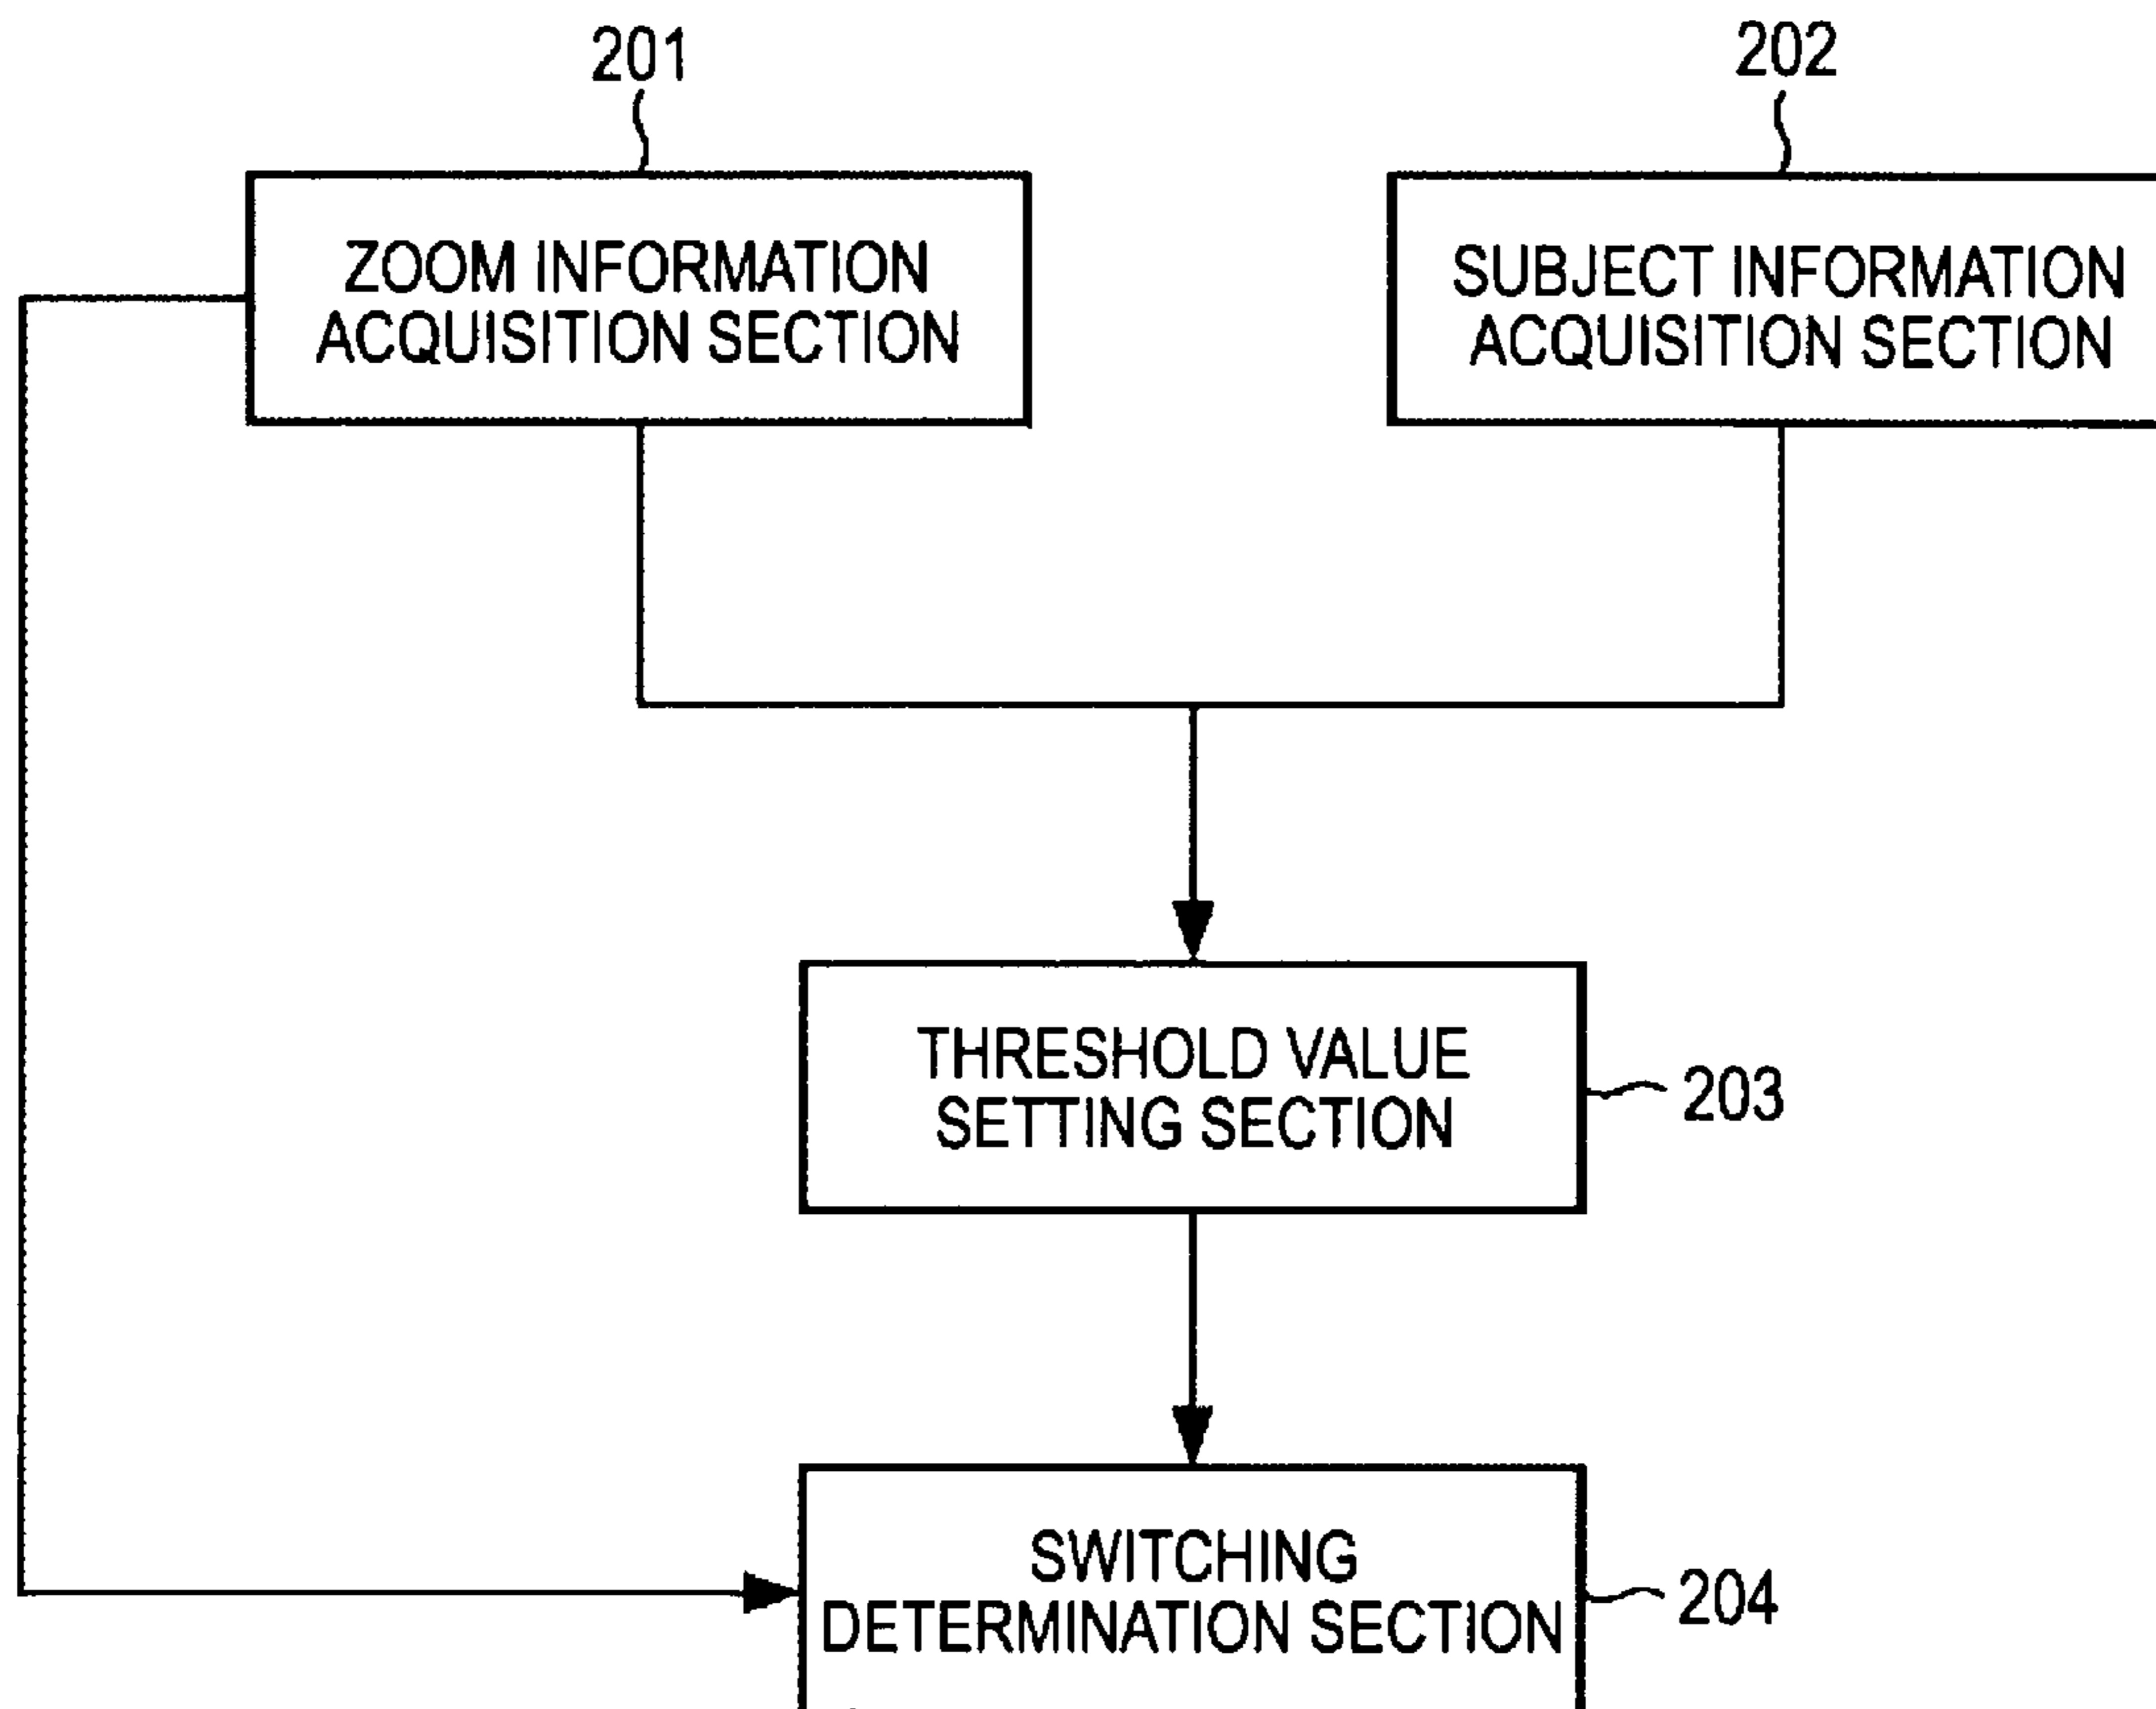 201
202
ZOOM INFORMATION
ACQUISITION SECTION
SUBJECT INFORMATION
ACQUISITION SECTION
THRESHOLD VALUE
SETTING SECTION
203
SWITCHING
DETERMINATION SECTION
204